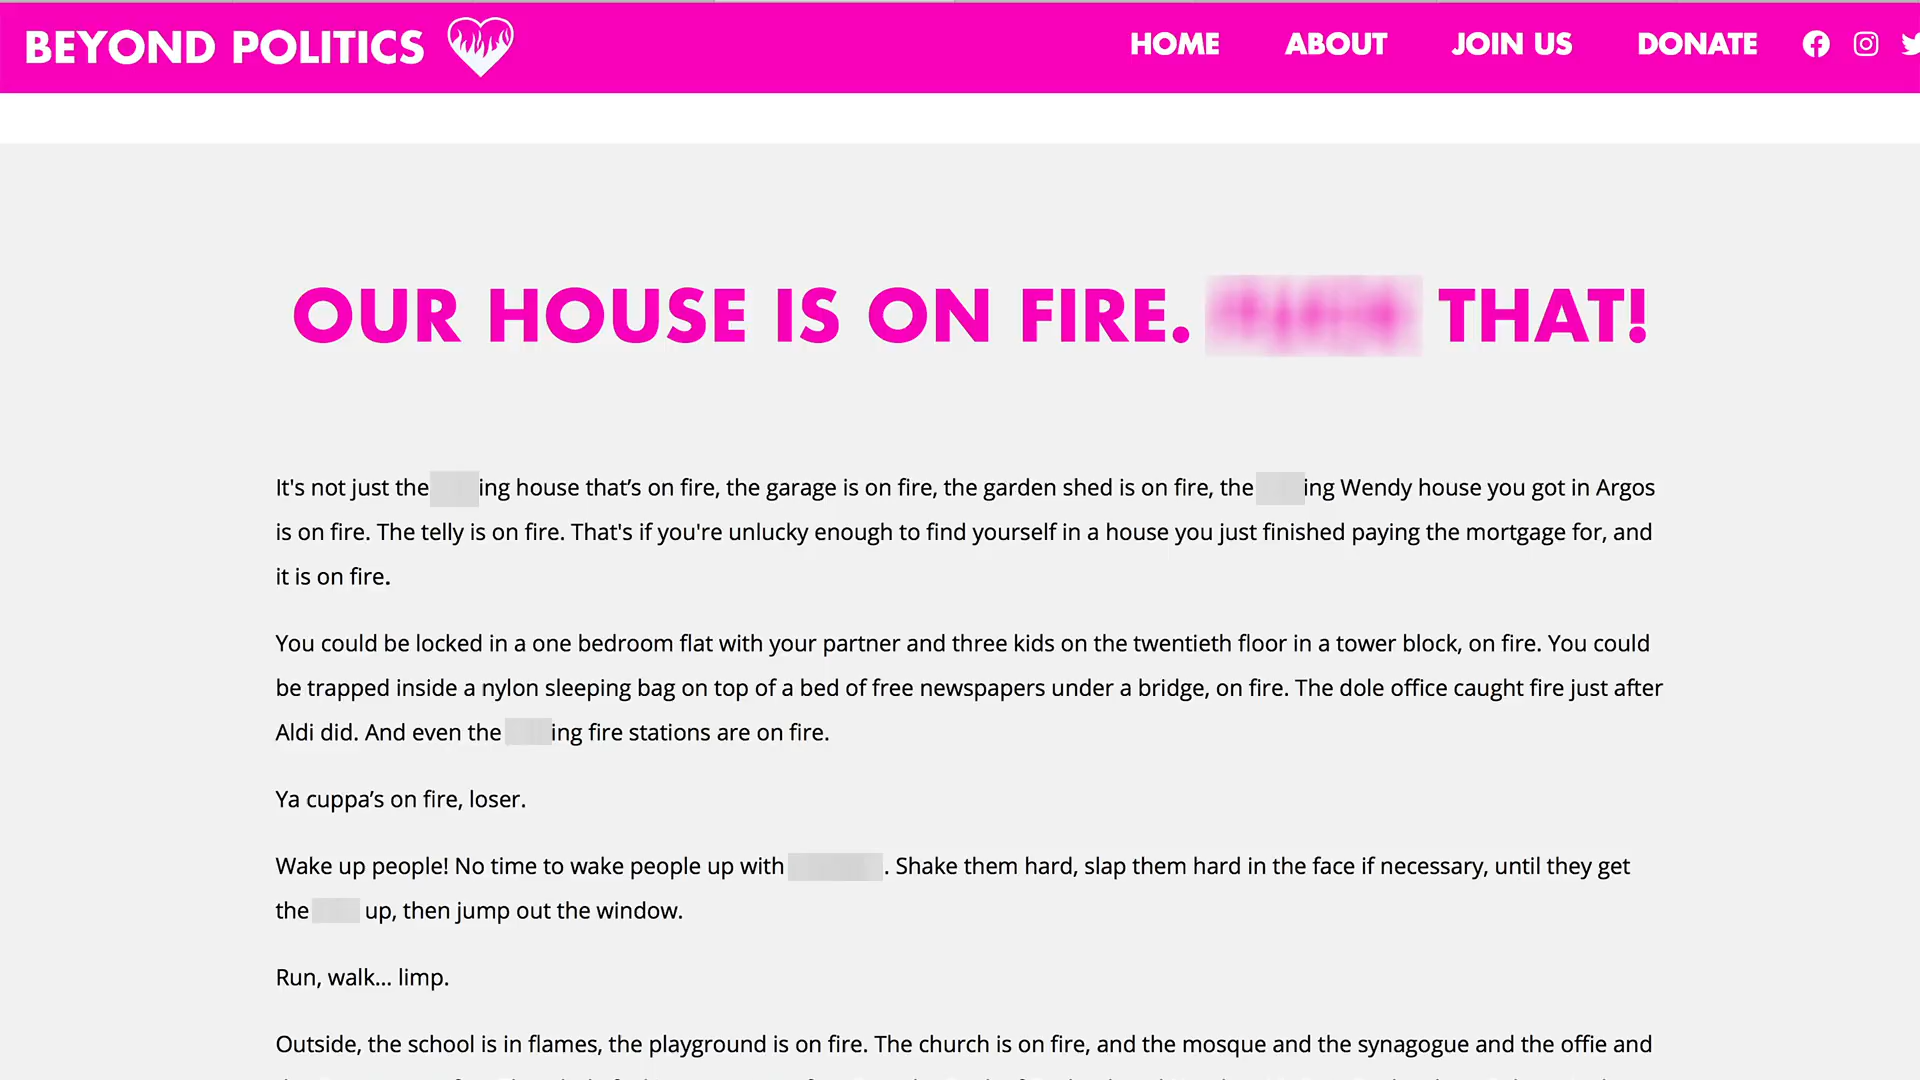 BEYOND POLITICS
HOME ABOUT JOIN US DONATE
OUR HOUSE IS ON FIRE. THAT!
It's not just the ing house that’s on fire, the garage is on fire, the garden shed is on fire, the ing Wendy house you got in Argos
is on fire. The telly is on fire. That's if you're unlucky enough to find yourself in a house you just finished paying the mortgage for, and
it is on fire.
You could be locked in a one bedroom flat with your partner and three kids on the twentieth floor in a tower block, on fire. You could
be trapped inside a nylon sleeping bag on top of a bed of free newspapers under a bridge, on fire. The dole office caught fire just after
Aldi did. And even the ing fire stations are on fire.
Ya cuppa’s on fire, loser.
Wake up people! No time to wake people up with . Shake them hard, slap them hard in the face if necessary, until they get
the up, then jump out the window.
Run, walk... limp.
Outside, the school is in flames, the playground is on fire. The church is on fire, and the mosque and the synagogue and the offie and